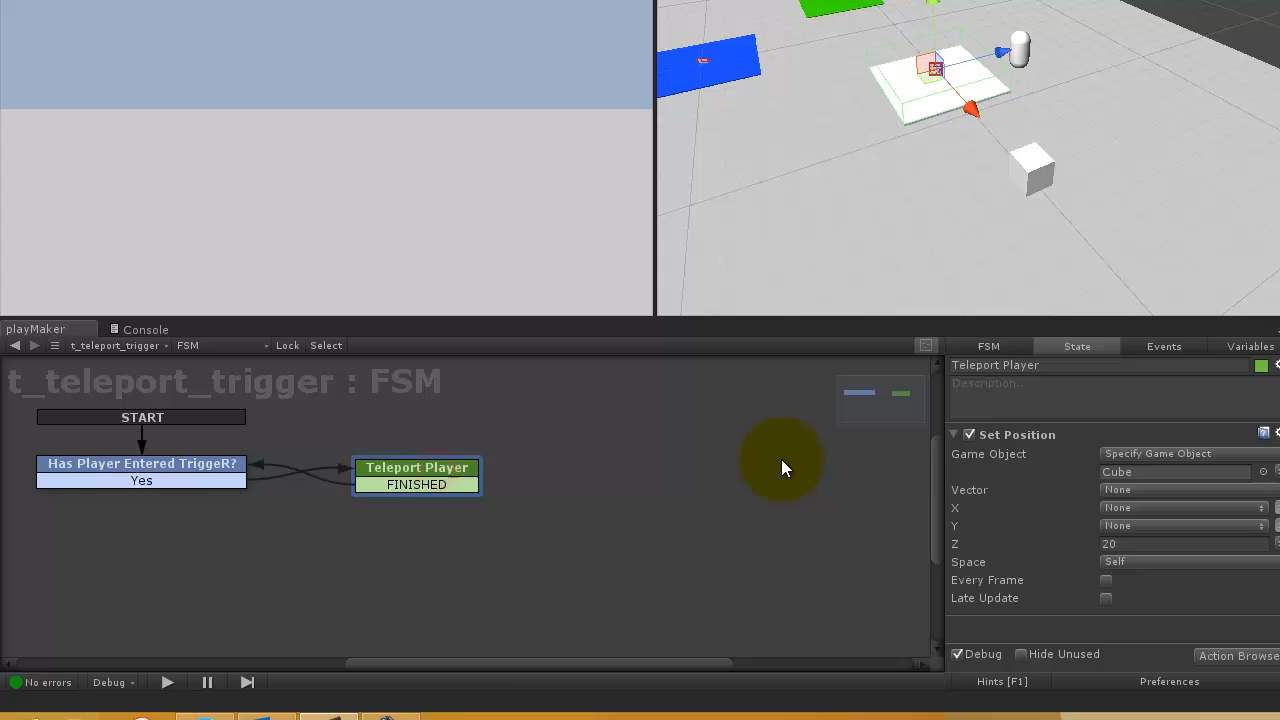 playMaker
Console
t_teleport_trigger
FSM
Lock
Select
FSM
State
Events
Variables
t_teleport_trigger : FSM
START
Has Player Entered TriggeR?
Yes
Teleport Player
FINISHED
Teleport Player
Description...
Set Position
Game Object
Specify Game Object
Cube
Vector
None
X
None
Y
None
Z
20
Space
Self
Every Frame
Late Update
Debug
Hide Unused
Action Browse
No errors
Debug
Hints [F1]
Preferences